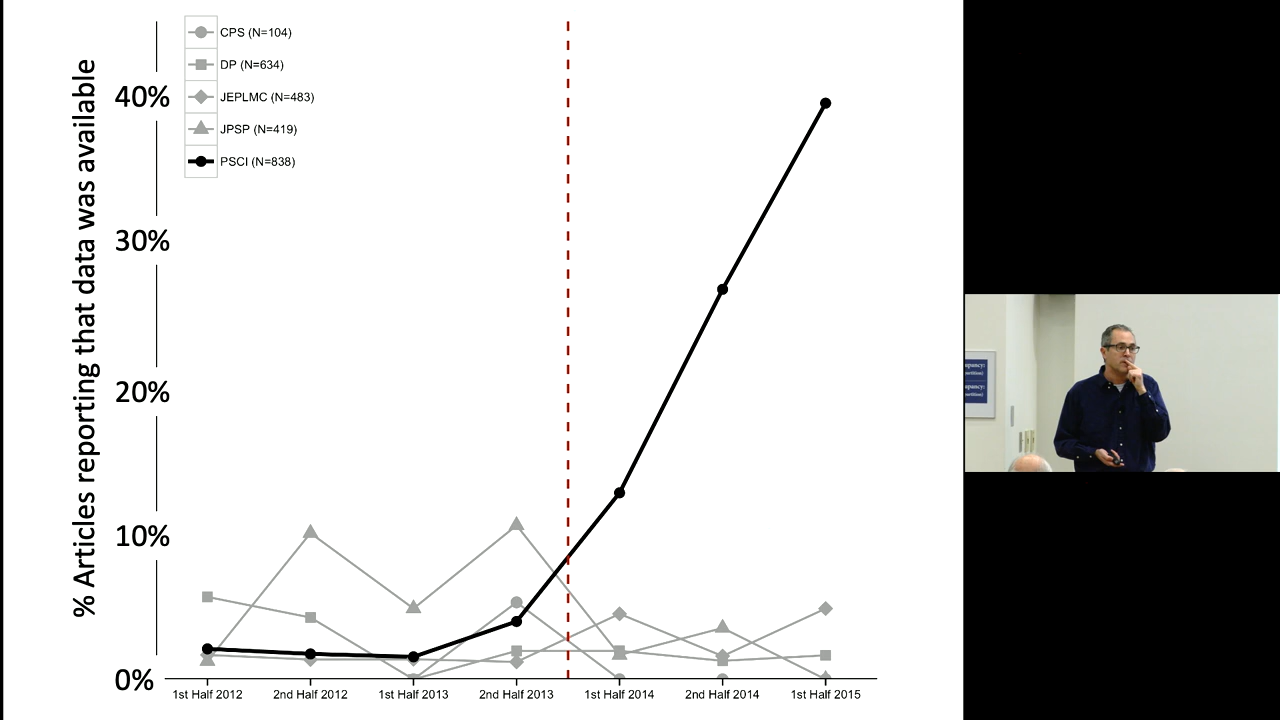 CPS (N=104)
DP (N=634)
JEPLMC (N=483)
JPSP (N=419)
PSCI (N=838)
% Articles reporting that data was available
40%
30%
20%
10%
0%
1st Half 2012
2nd Half 2012
1st Half 2013
2nd Half 2013
1st Half 2014
2nd Half 2014
1st Half 2015